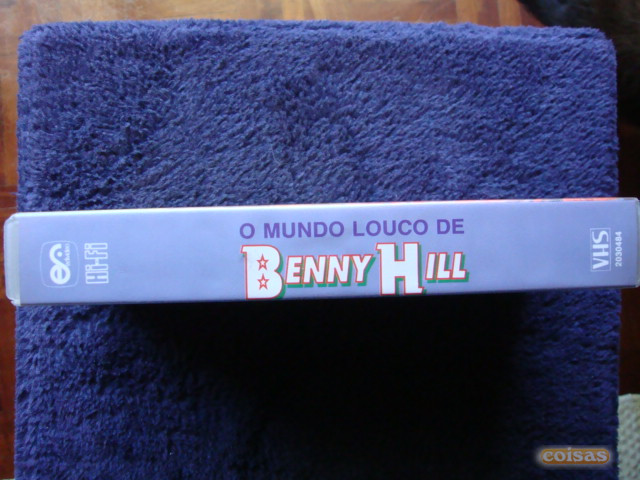 O MUNDO LOUCO DE
BENNY HILL
HI-FI
VHS
2030484
coisas